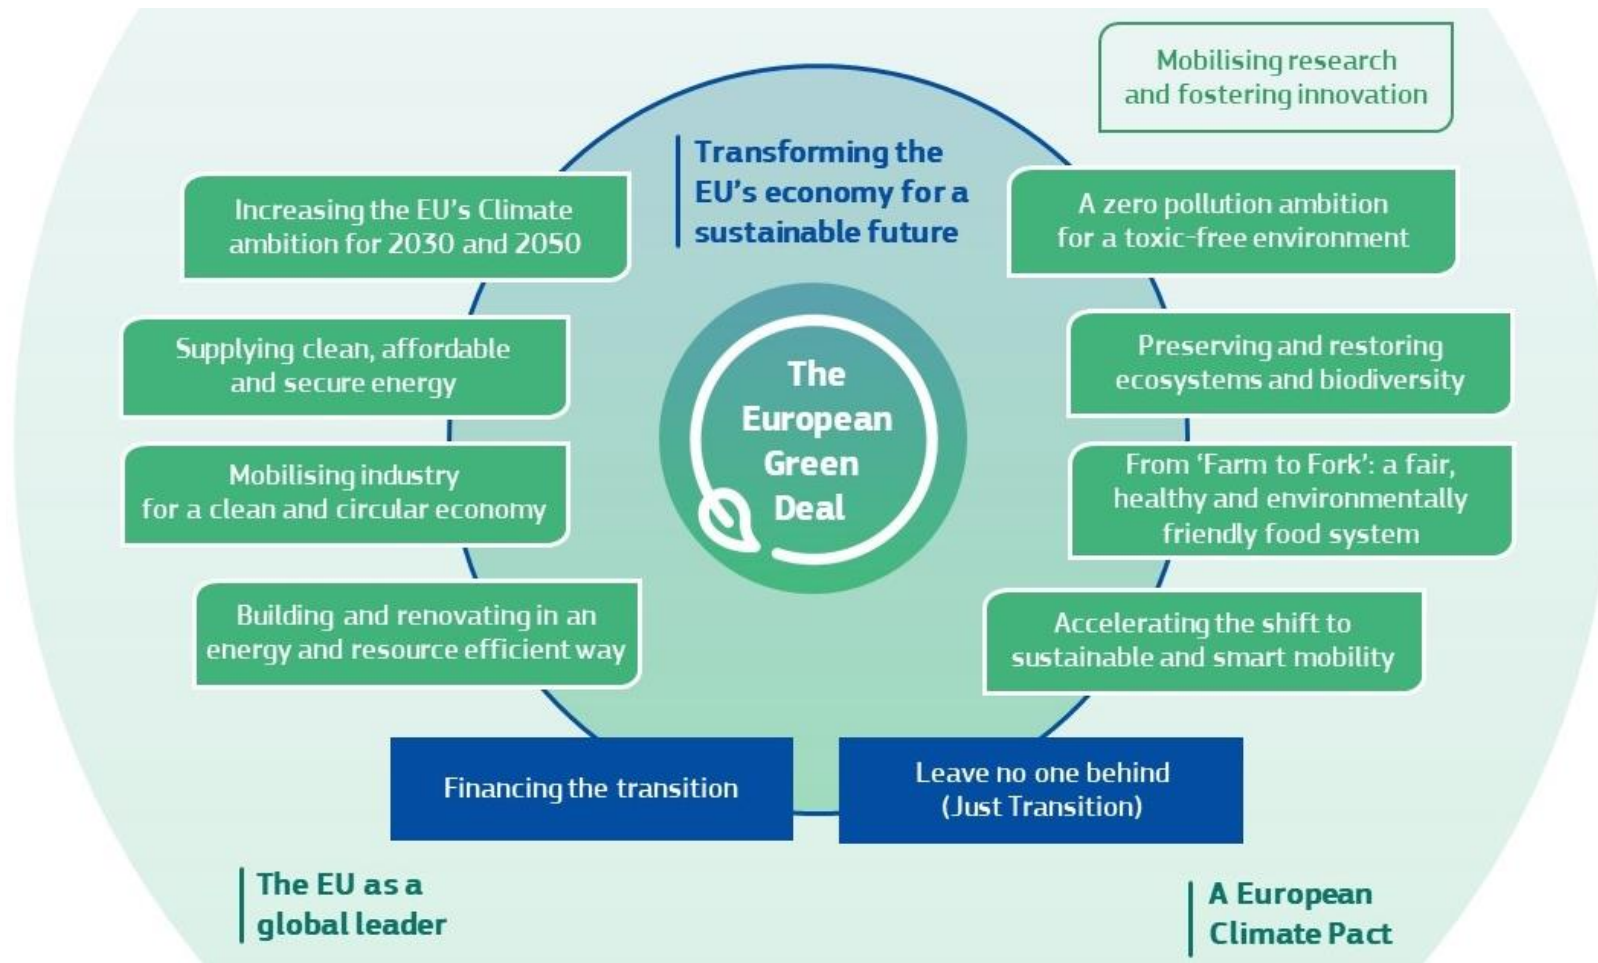 Mobilising research
and fostering innovation
Transforming the
EU's economy for a
sustainable future
Increasing the EU's Climate
ambition for 2030 and 2050
A zero pollution ambition
for a toxic-free environment
Supplying clean, affordable
and secure energy
Preserving and restoring
ecosystems and biodiversity
The
European
Green
Deal
Mobilising industry
for a clean and circular economy
From ‘Farm to Fork’: a fair,
healthy and environmentally
friendly food system
Building and renovating in an
energy and resource efficient way
Accelerating the shift to
sustainable and smart mobility
Financing the transition
Leave no one behind
(Just Transition)
The EU as a
global leader
A European
Climate Pact